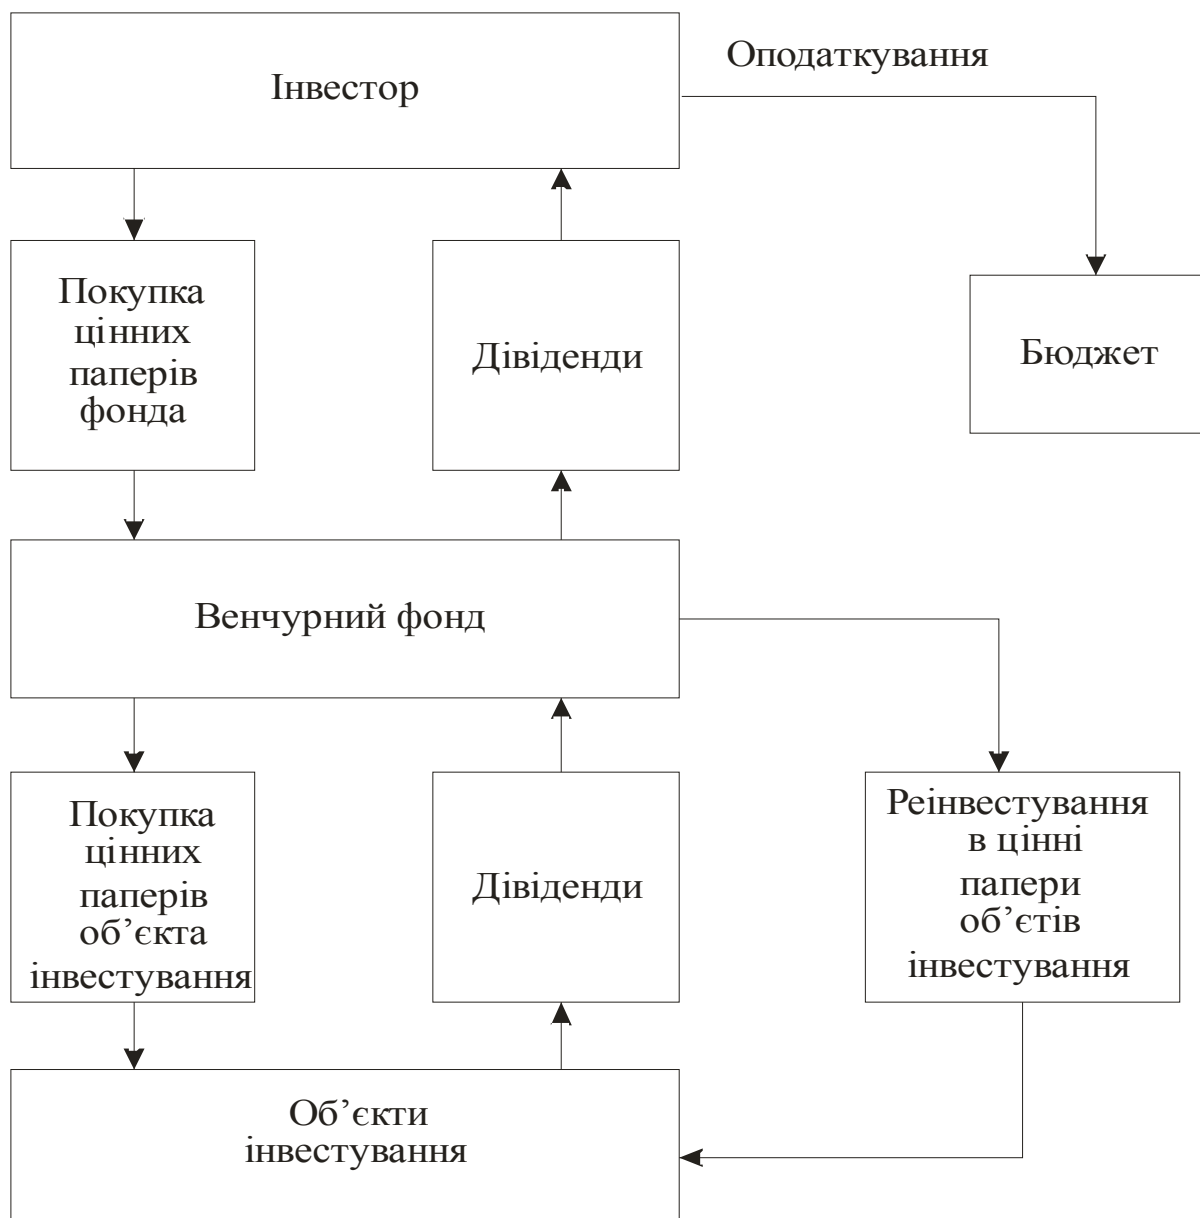 Оподаткування
Інвестор
Покупка
цінних
паперів
фонда
Дівіденди
Бюджет
Венчурний фонд
Покупка
цінних
паперів
об’єкта
інвестування
Дівіденди
Реінвестування
в цінні
папери
об’єтів
інвестування
Об’єкти
інвестування